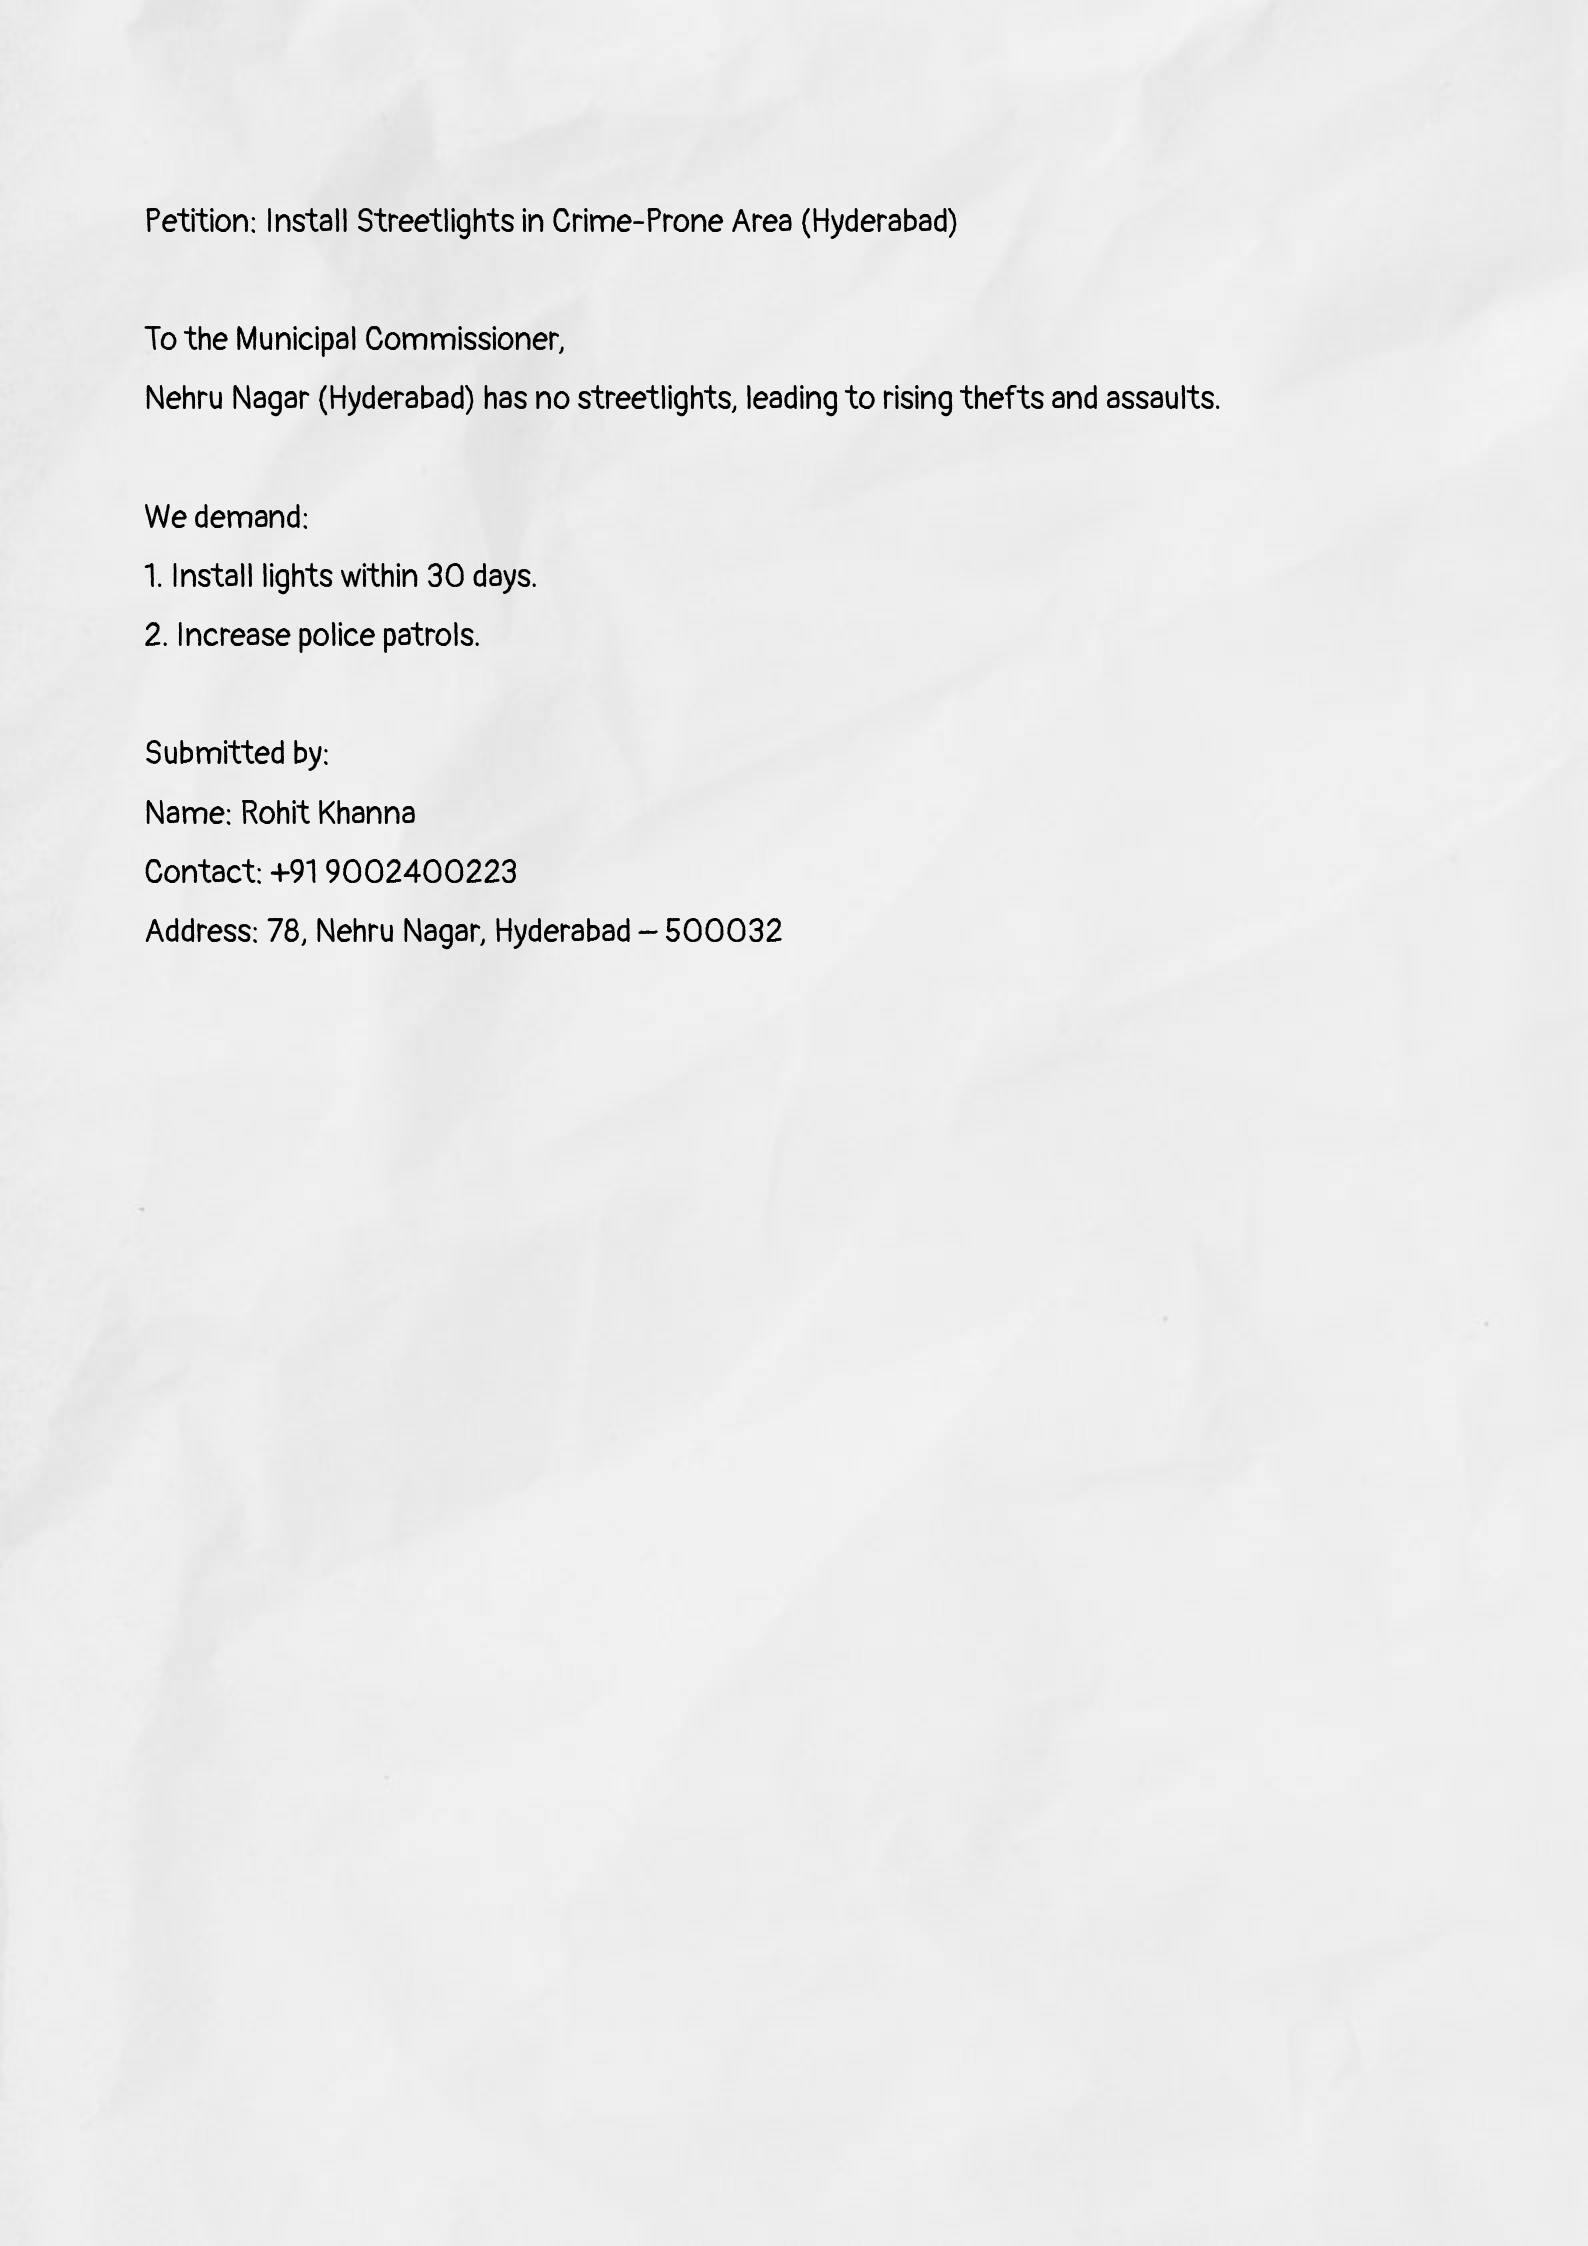 Petition: Install Streetlights in Crime-Prone Area (Hyderabad)
To the Municipal Commissioner,
Nehru Nagar (Hyderabad) has no streetlights, leading to rising thefts and assaults.
We demand:
1. Install lights within 30 days.
2. Increase police patrols.
Submitted by:
Name: Rohit Khanna
Contact: +91 9002400223
Address: 78, Nehru Nagar, Hyderabad – 500032